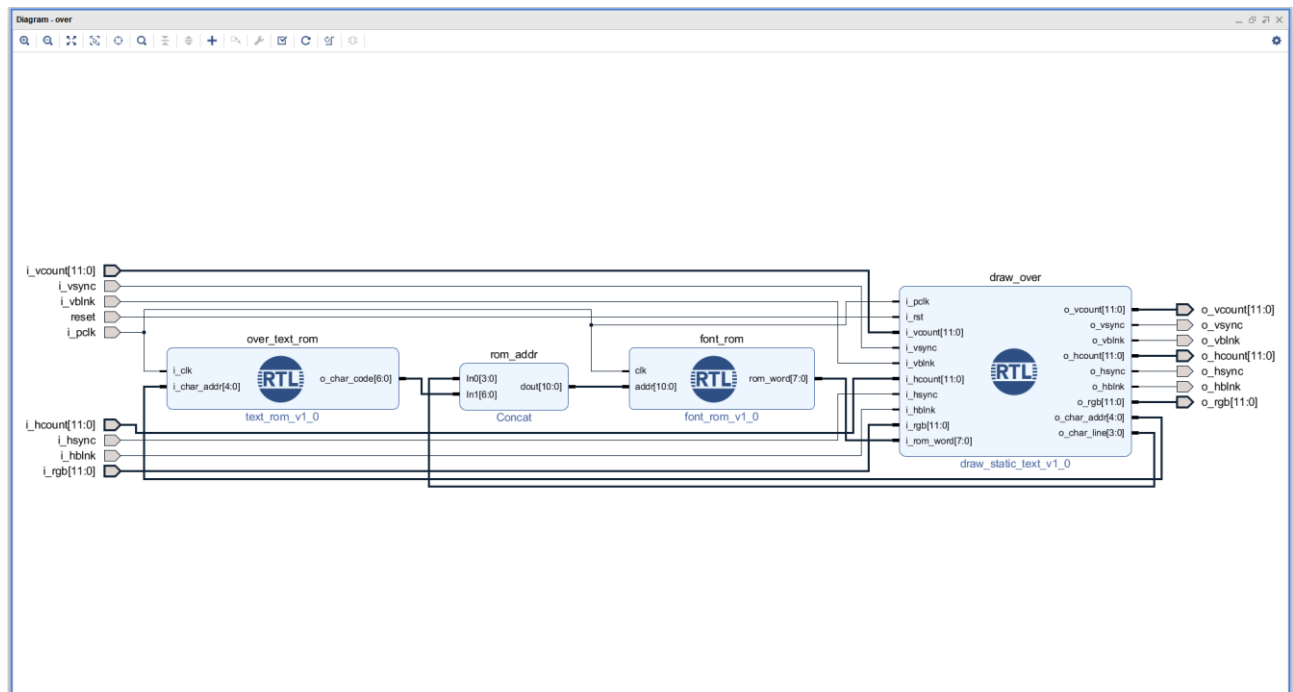 Diagram - over
i_vcount[11:0]
i_vsync
i_vblnk
reset
i_pclk
i_hcount[11:0]
i_hsync
i_hblnk
i_rgb[11:0]
over_text_rom
i_clk
i_char_addr[4:0]
RTL
o_char_code[6:0]
text_rom_v1_0
rom_addr
In0[3:0]
In1[6:0]
dout[10:0]
Concat
font_rom
clk
addr[10:0]
RTL
rom_word[7:0]
font_rom_v1_0
draw_over
i_pclk
i_rst
i_vcount[11:0]
i_vsync
i_vblnk
i_hcount[11:0]
i_hsync
i_hblnk
i_rgb[11:0]
i_rom_word[7:0]
RTL
o_vcount[11:0]
o_vsync
o_vblnk
o_hcount[11:0]
o_hsync
o_hblnk
o_rgb[11:0]
o_char_addr[4:0]
o_char_line[3:0]
draw_static_text_v1_0
o_vcount[11:0]
o_vsync
o_vblnk
o_hcount[11:0]
o_hsync
o_hblnk
o_rgb[11:0]